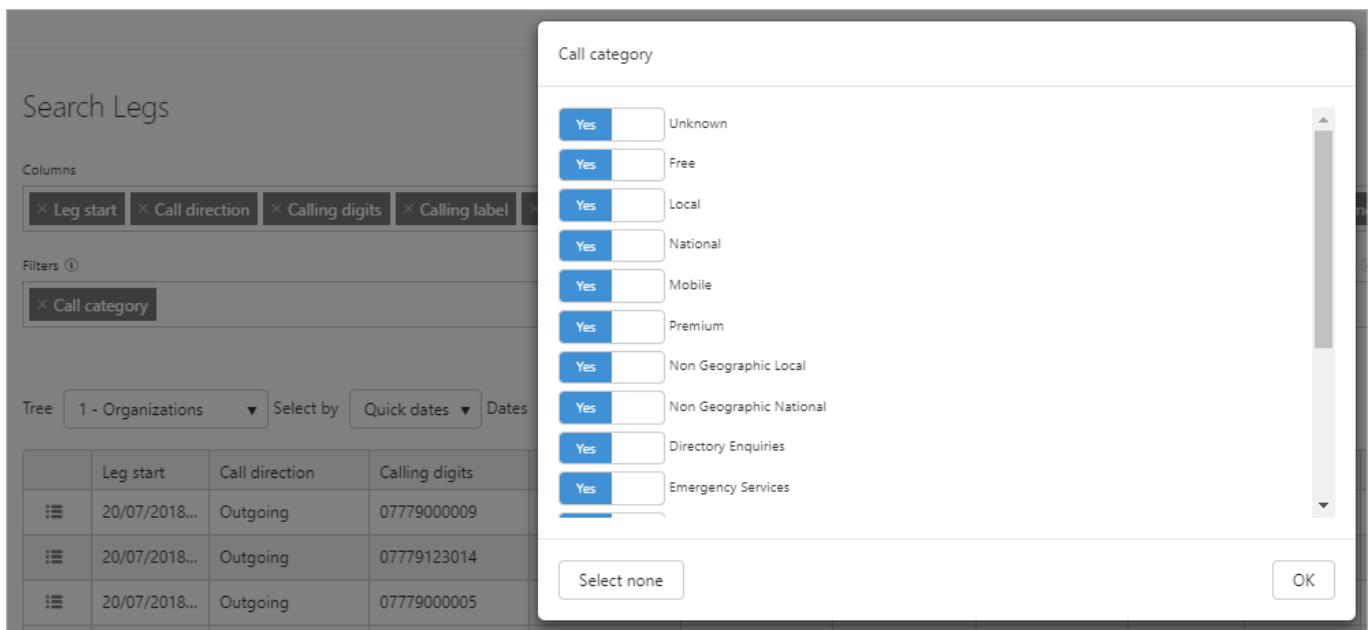 Search Legs
Columns
× Leg start × Call direction × Calling digits × Calling label ×
Filters
× Call category
Tree 1 - Organizations Select by Quick dates Dates
Leg start Call direction Calling digits
20/07/2018... Outgoing 07779000009
20/07/2018... Outgoing 07779123014
20/07/2018... Outgoing 07779000005
Call category
Yes Unknown
Yes Free
Yes Local
Yes National
Yes Mobile
Yes Premium
Yes Non Geographic Local
Yes Non Geographic National
Yes Directory Enquiries
Yes Emergency Services
Select none OK